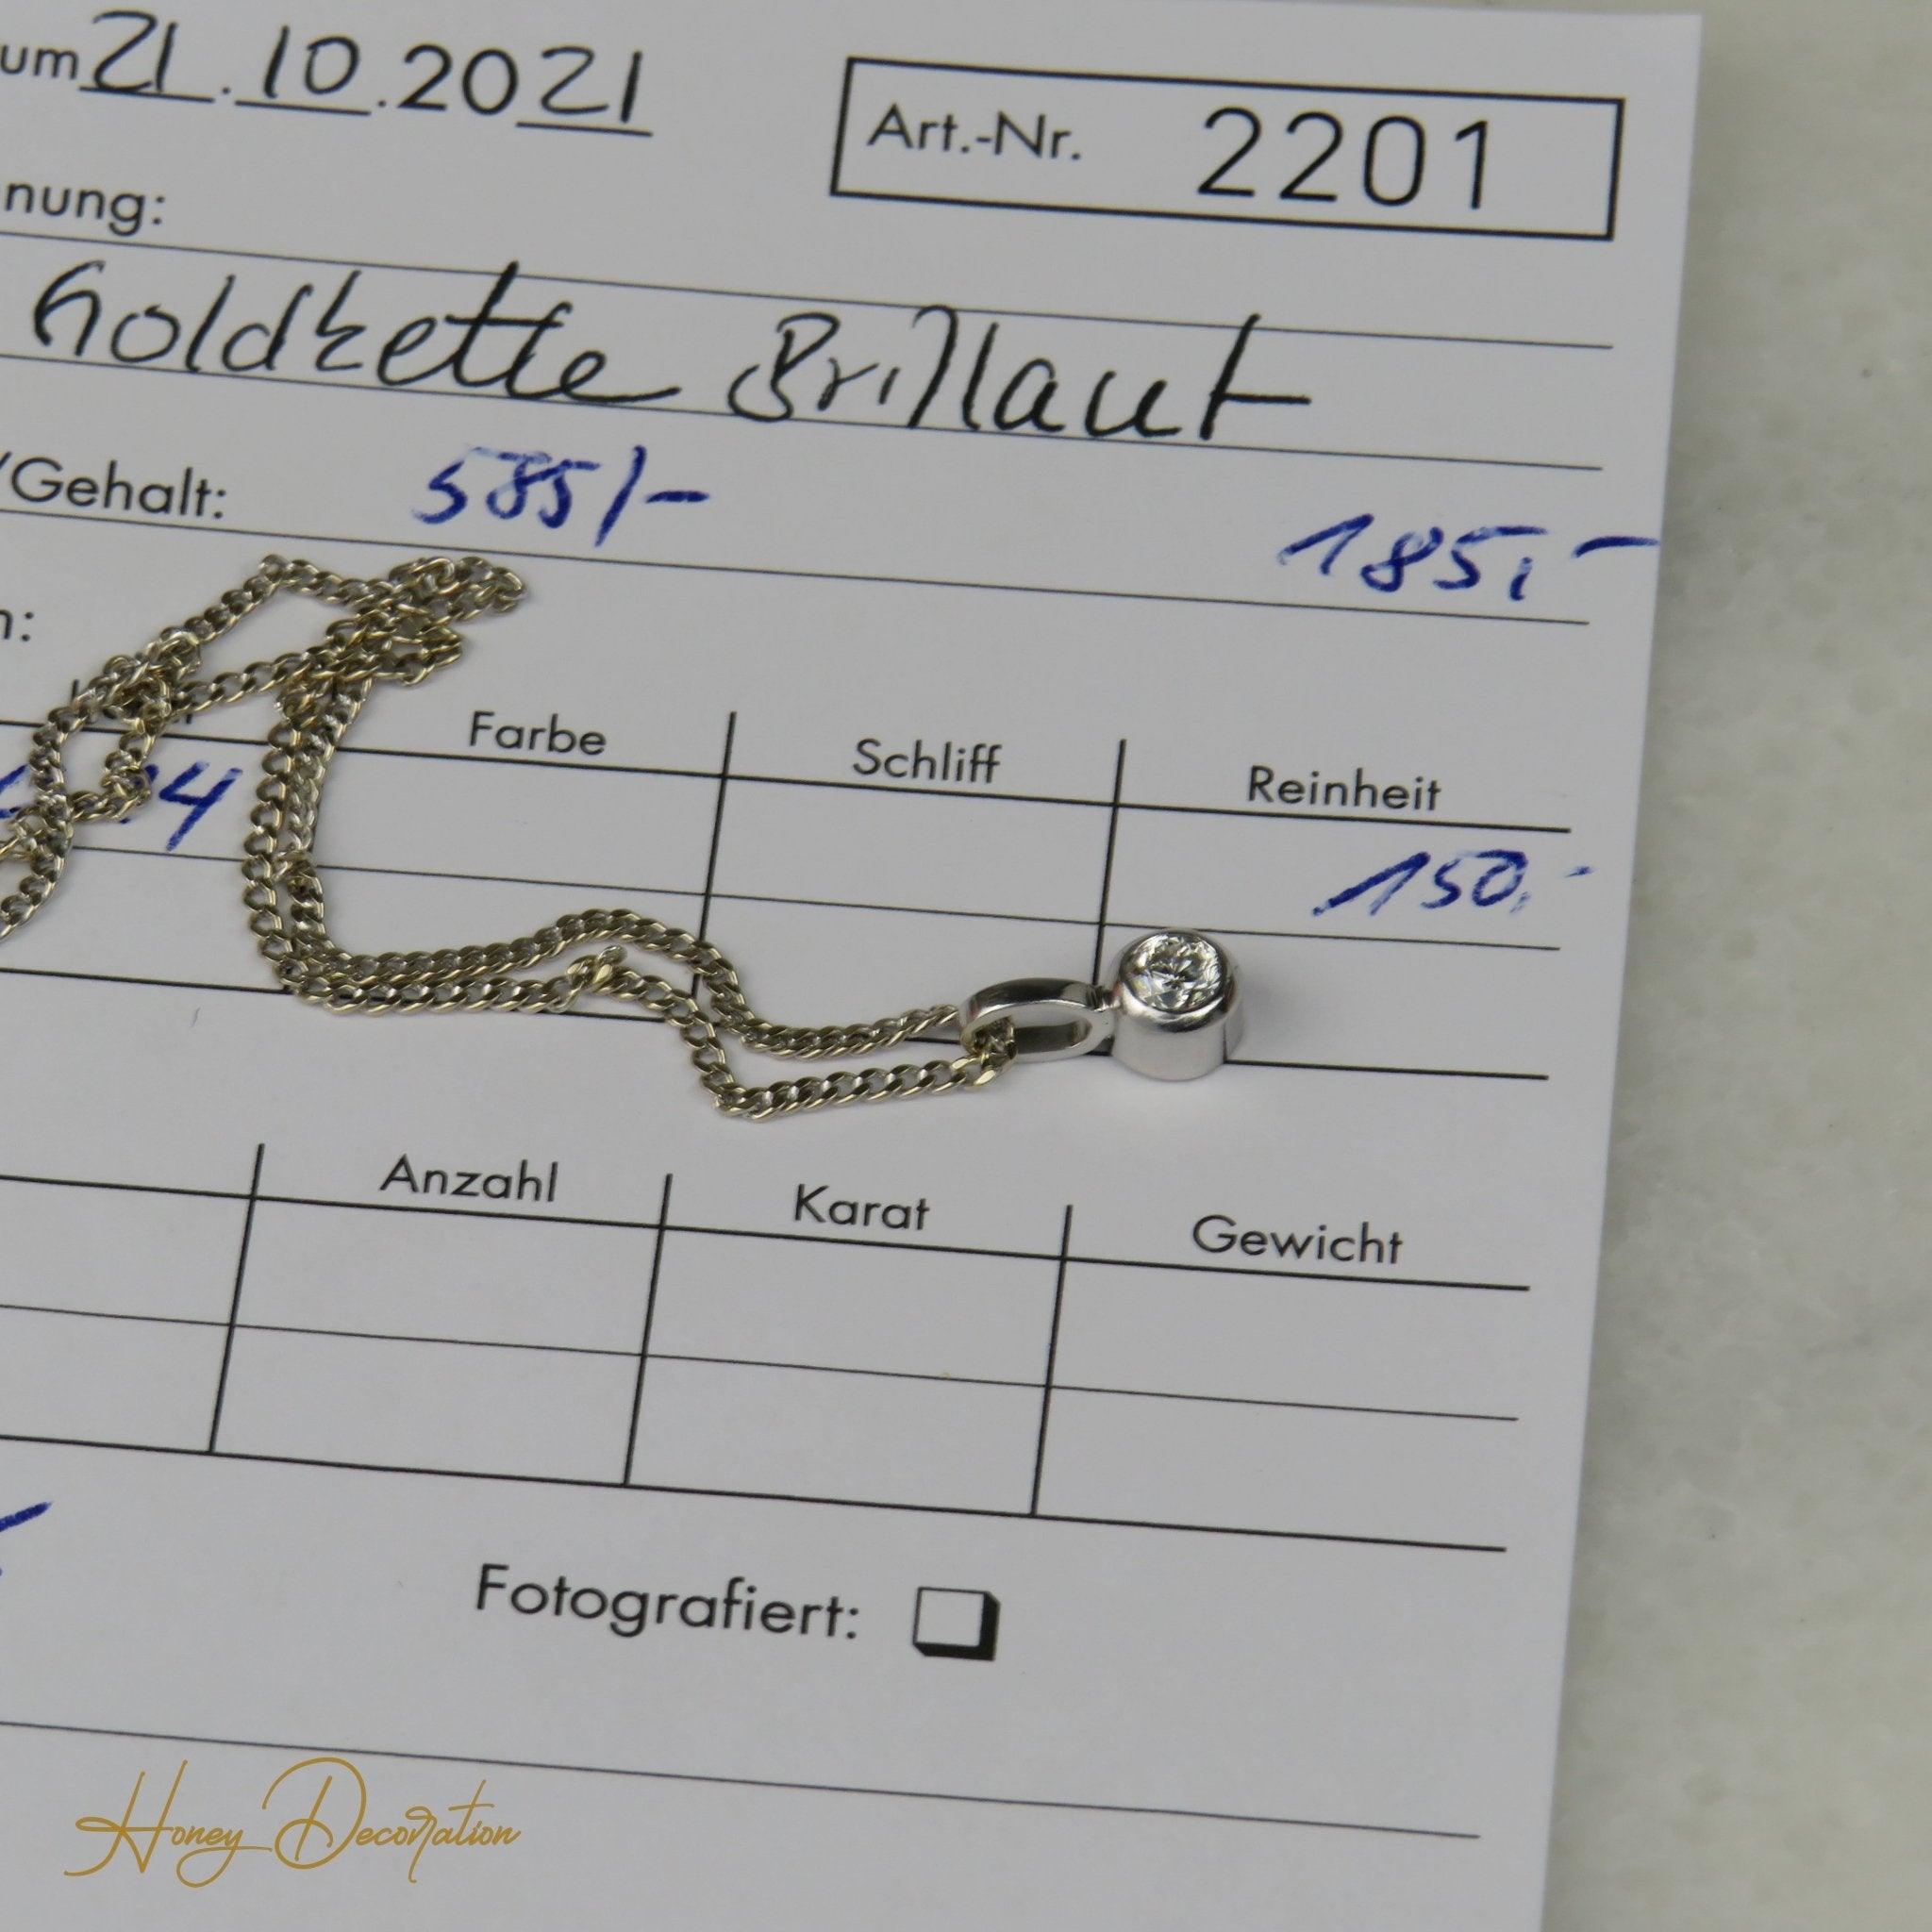 um 21.10.2021
Art.-Nr. 2201
nung:
Goldkette Brillant
/Gehalt: 585/- 185,-
n:
Farbe Schliff Reinheit
4 150,-
Anzahl Karat Gewicht
Fotografiert:
Honey Decoration